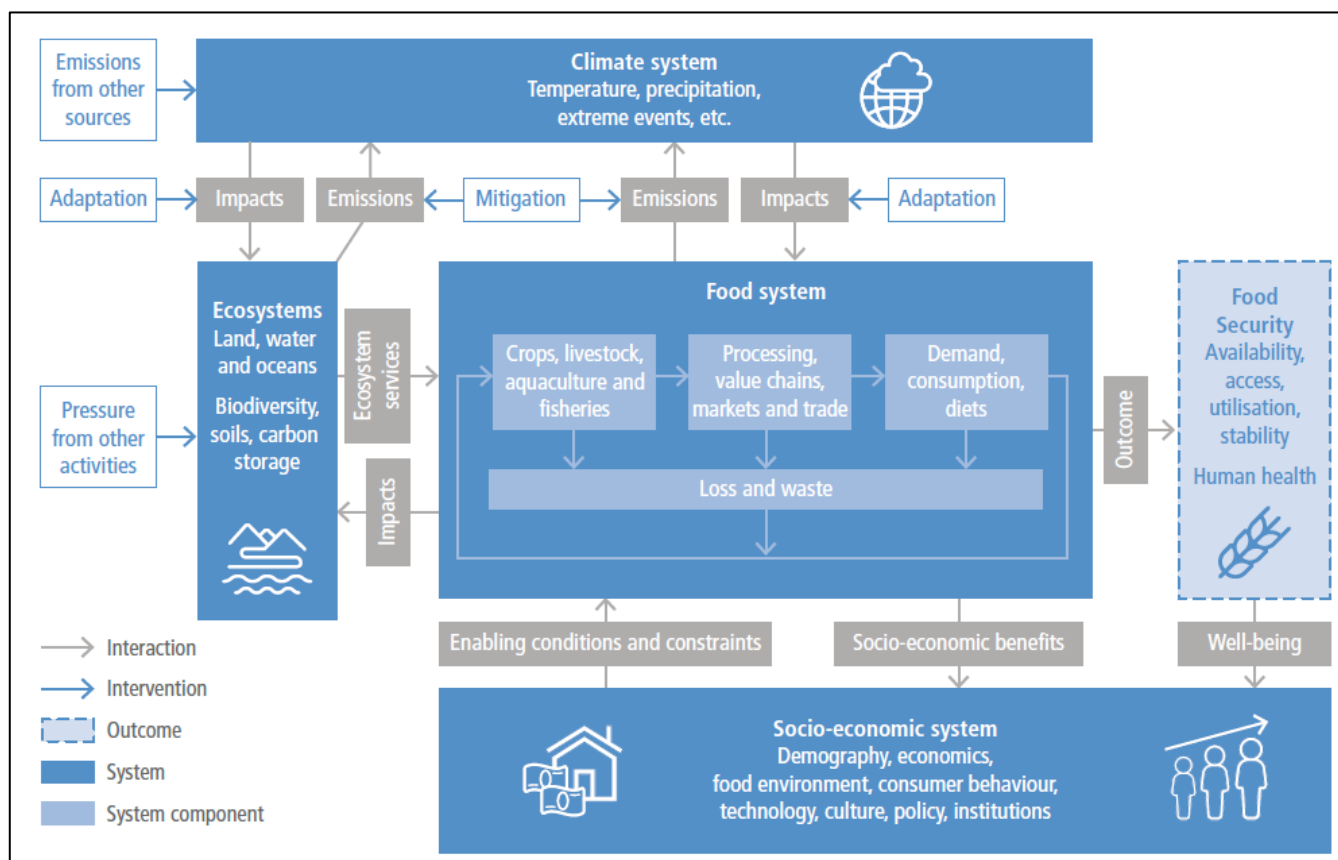 Emissions
from other
sources
Climate system
Temperature, precipitation,
extreme events, etc.
Adaptation
Impacts
Emissions
Mitigation
Emissions
Impacts
Adaptation
Pressure
from other
activities
Ecosystems
Land, water
and oceans
Biodiversity,
soils, carbon
storage
Ecosystem
services
Impacts
Food system
Crops, livestock,
aquaculture and
fisheries
Processing,
value chains,
markets and trade
Demand,
consumption,
diets
Loss and waste
Outcome
Food
Security
Availability,
access,
utilisation,
stability
Human health
Enabling conditions and constraints
Socio-economic benefits
Well-being
Interaction
Intervention
Outcome
System
System component
Socio-economic system
Demography, economics,
food environment, consumer behaviour,
technology, culture, policy, institutions